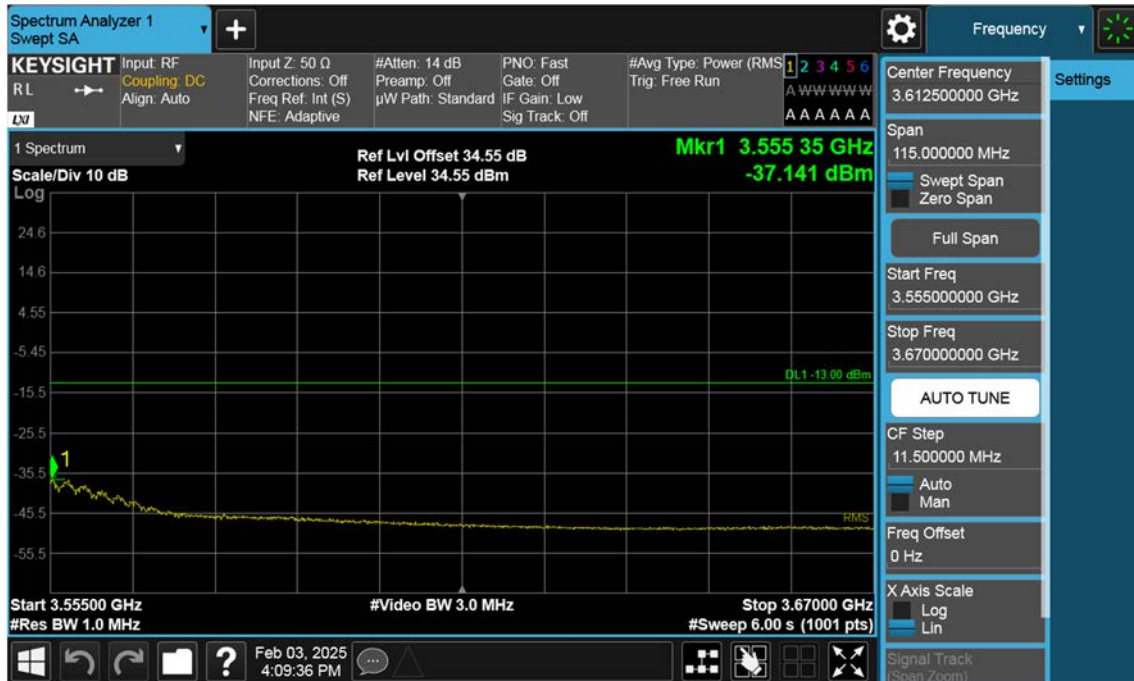 Spectrum Analyzer 1
Swept SA
Frequency
KEYSIGHT
RL
LXI
Input: RF
Coupling: DC
Align: Auto
Input Z: 50 Ω
Corrections: Off
Freq Ref: Int (S)
NFE: Adaptive
#Atten: 14 dB
Preamp: Off
µW Path: Standard
PNO: Fast
Gate: Off
IF Gain: Low
Sig Track: Off
#Avg Type: Power (RMS
Trig: Free Run
1 2 3 4 5 6
A W W W W W
A A A A A A
1 Spectrum
Scale/Div 10 dB
Ref Lvl Offset 34.55 dB
Ref Level 34.55 dBm
Mkr1 3.555 35 GHz
-37.141 dBm
Log
24.6
14.6
4.55
-5.45
-15.5
-25.5
-35.5
-45.5
-55.5
DL1 -13.00 dBm
1
RMS
Start 3.55500 GHz
#Res BW 1.0 MHz
#Video BW 3.0 MHz
Stop 3.67000 GHz
#Sweep 6.00 s (1001 pts)
Feb 03, 2025
4:09:36 PM
Center Frequency
3.612500000 GHz
Settings
Span
115.000000 MHz
Swept Span
Zero Span
Full Span
Start Freq
3.555000000 GHz
Stop Freq
3.670000000 GHz
AUTO TUNE
CF Step
11.500000 MHz
Auto
Man
Freq Offset
0 Hz
X Axis Scale
Log
Lin
Signal Track
(Span Zoom)